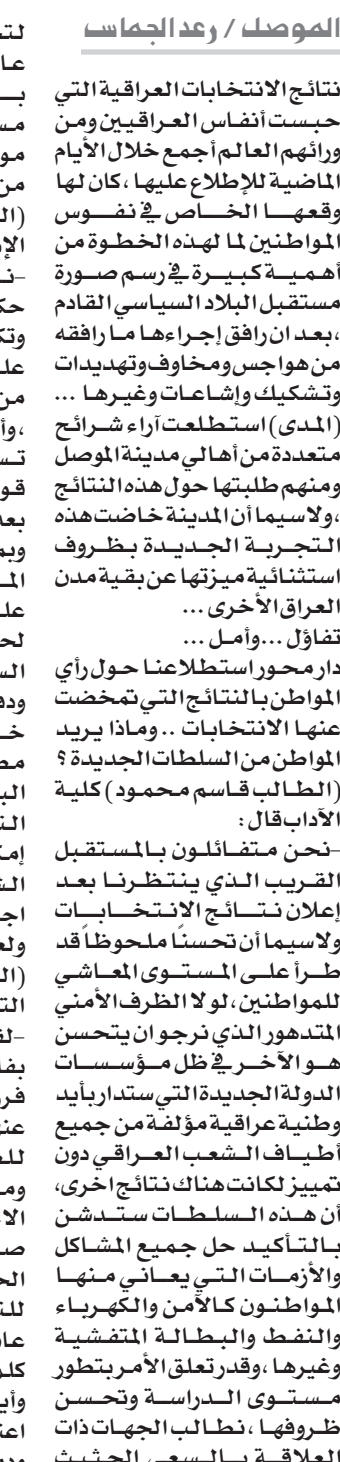 الموصل / رعد الجماس
نتائج الانتخابات العراقية التي
حبست أنفاس العراقيين ومن
ورائهم العالم أجمع خلال الأيام
الماضية للإطلاع عليها ،كان لها
وقعهـا الخـاص في نفـوس
المواطنين لما لهذه الخطوة من
أهميـة كبيـرة في رسم صـورة
مستقبل البلاد السياسي القادم
،بعد ان رافق إجراءها ما رافقه
من هواجس ومخاوف وتهديدات
وتشكيك وإشاعات وغيرها ...
(المدى) استطلعت آراء شرائح
متعددة من أهالي مدينة الموصل
ومنهم طلبتها حول هذه النتائج
،ولاسيما أن المدينة خاضت هذه
التجربة الجديدة بظروف
استثنائية ميزتها عن بقية مدن
العراق الأخرى ...
تفاؤل ...وأمل ...
دار محور استطلاعنا حول رأي
المواطن بالنتائج التي تمخضت
عنها الانتخابات .. وماذا يريد
المواطن من السلطات الجديدة ؟
(الطالب قاسم محمود) كلية
الآداب قال :
-نحن متفائلون بالمستقبل
القريب الذي ينتظرنا بعد
إعلان نتائج الانتخابات
ولاسيما أن تحسنًا ملحوظاً قد
طرأ على المستوى المعاشي
للمواطنين ،لولا الظرف الأمني
المتدهور الذي نرجو ان يتحسن
هو الآخر في ظل مؤسسات
الدولة الجديدة التي ستدار بأيد
وطنية عراقية مؤلفة من جميع
أطياف الشعب العراقي دون
تمييز لكانت هناك نتائج اخرى،
أن هذه السلطات ستدشن
بالتأكيد حل جميع المشاكل
والأزمات التي يعاني منها
المواطنون كالأمن والكهرباء
والنفط والبطالة المتفشية
وغيرها ،وقدر تعلق الأمر بتطور
مستوى الدراسة وتحسن
ظروفها ،نطالب الجهات ذات
العلاقة بالسعي الحثيث